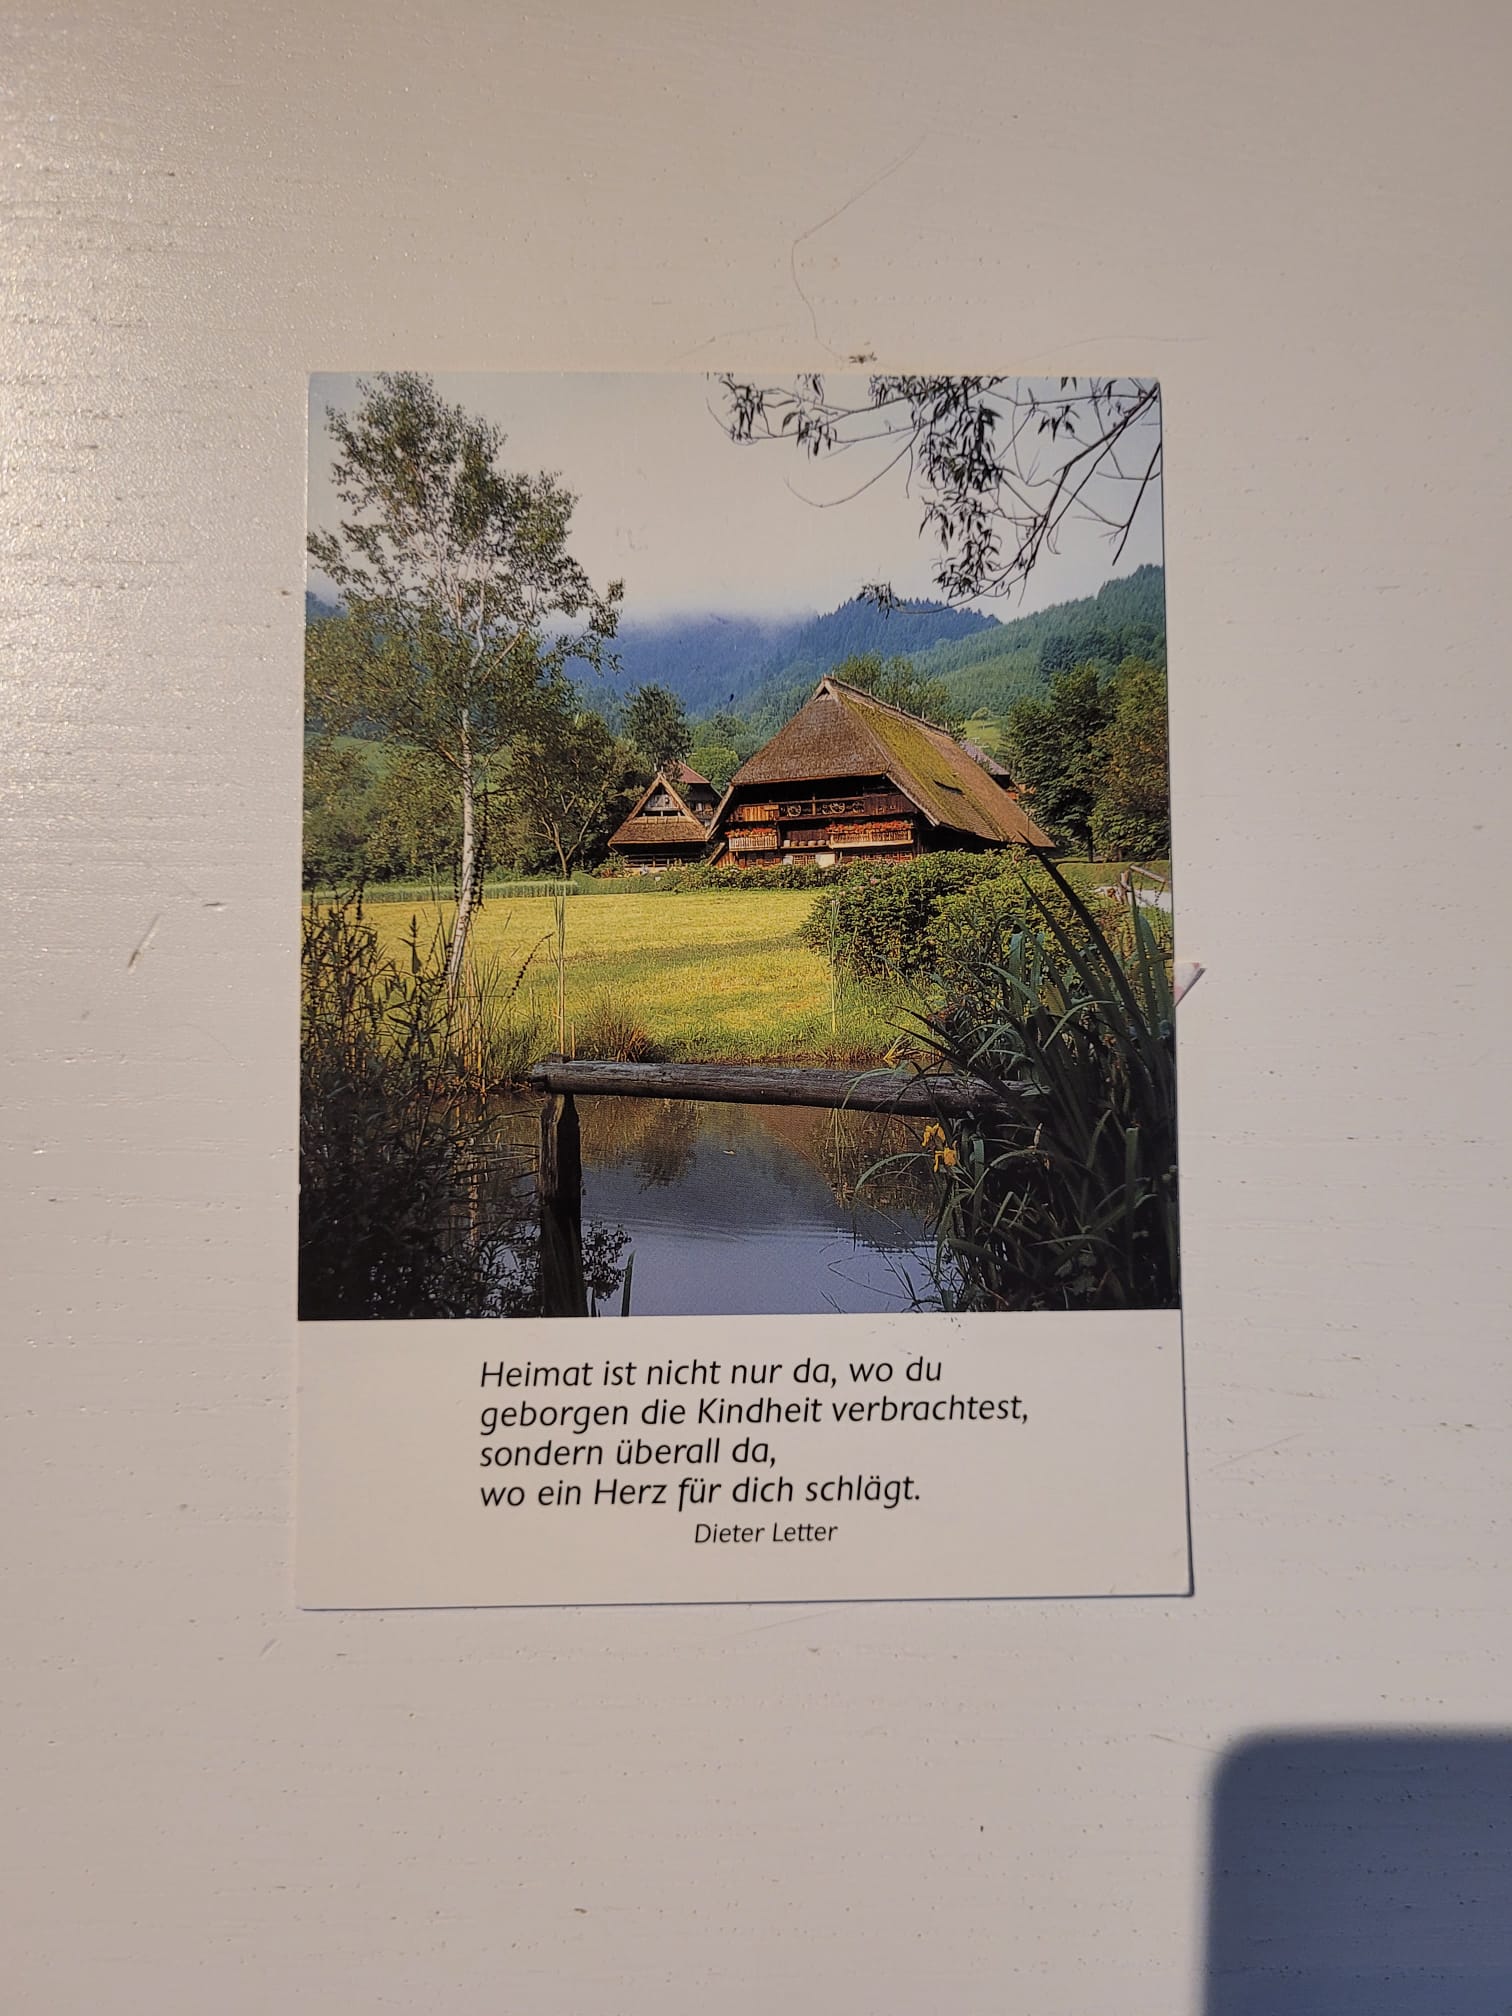 Heimat ist nicht nur da, wo du
geborgen die Kindheit verbrachtest,
sondern überall da,
wo ein Herz für dich schlägt.
Dieter Letter